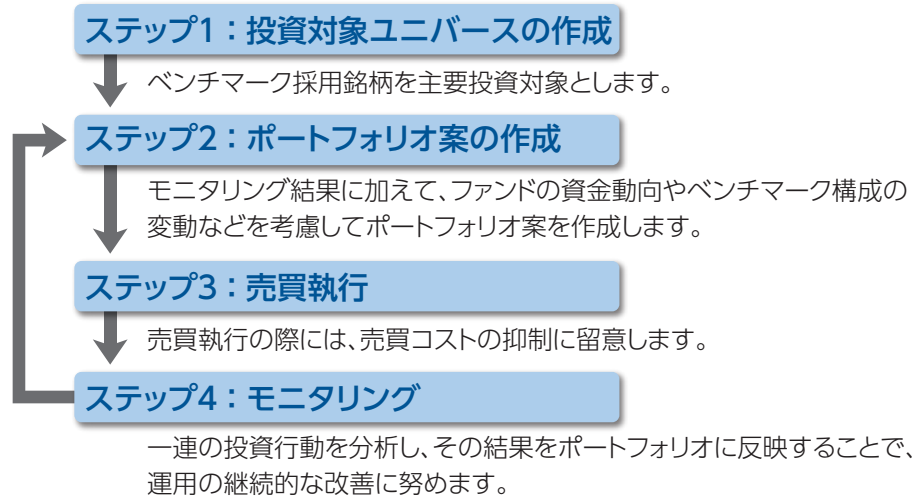 ステップ1：投資対象ユニバースの作成
ベンチマーク採用銘柄を主要投資対象とします。
ステップ2：ポートフォリオ案の作成
モニタリング結果に加えて、ファンドの資金動向やベンチマーク構成の
変動などを考慮してポートフォリオ案を作成します。
ステップ3：売買執行
売買執行の際には、売買コストの抑制に留意します。
ステップ4：モニタリング
一連の投資行動を分析し、その結果をポートフォリオに反映することで、
運用の継続的な改善に努めます。